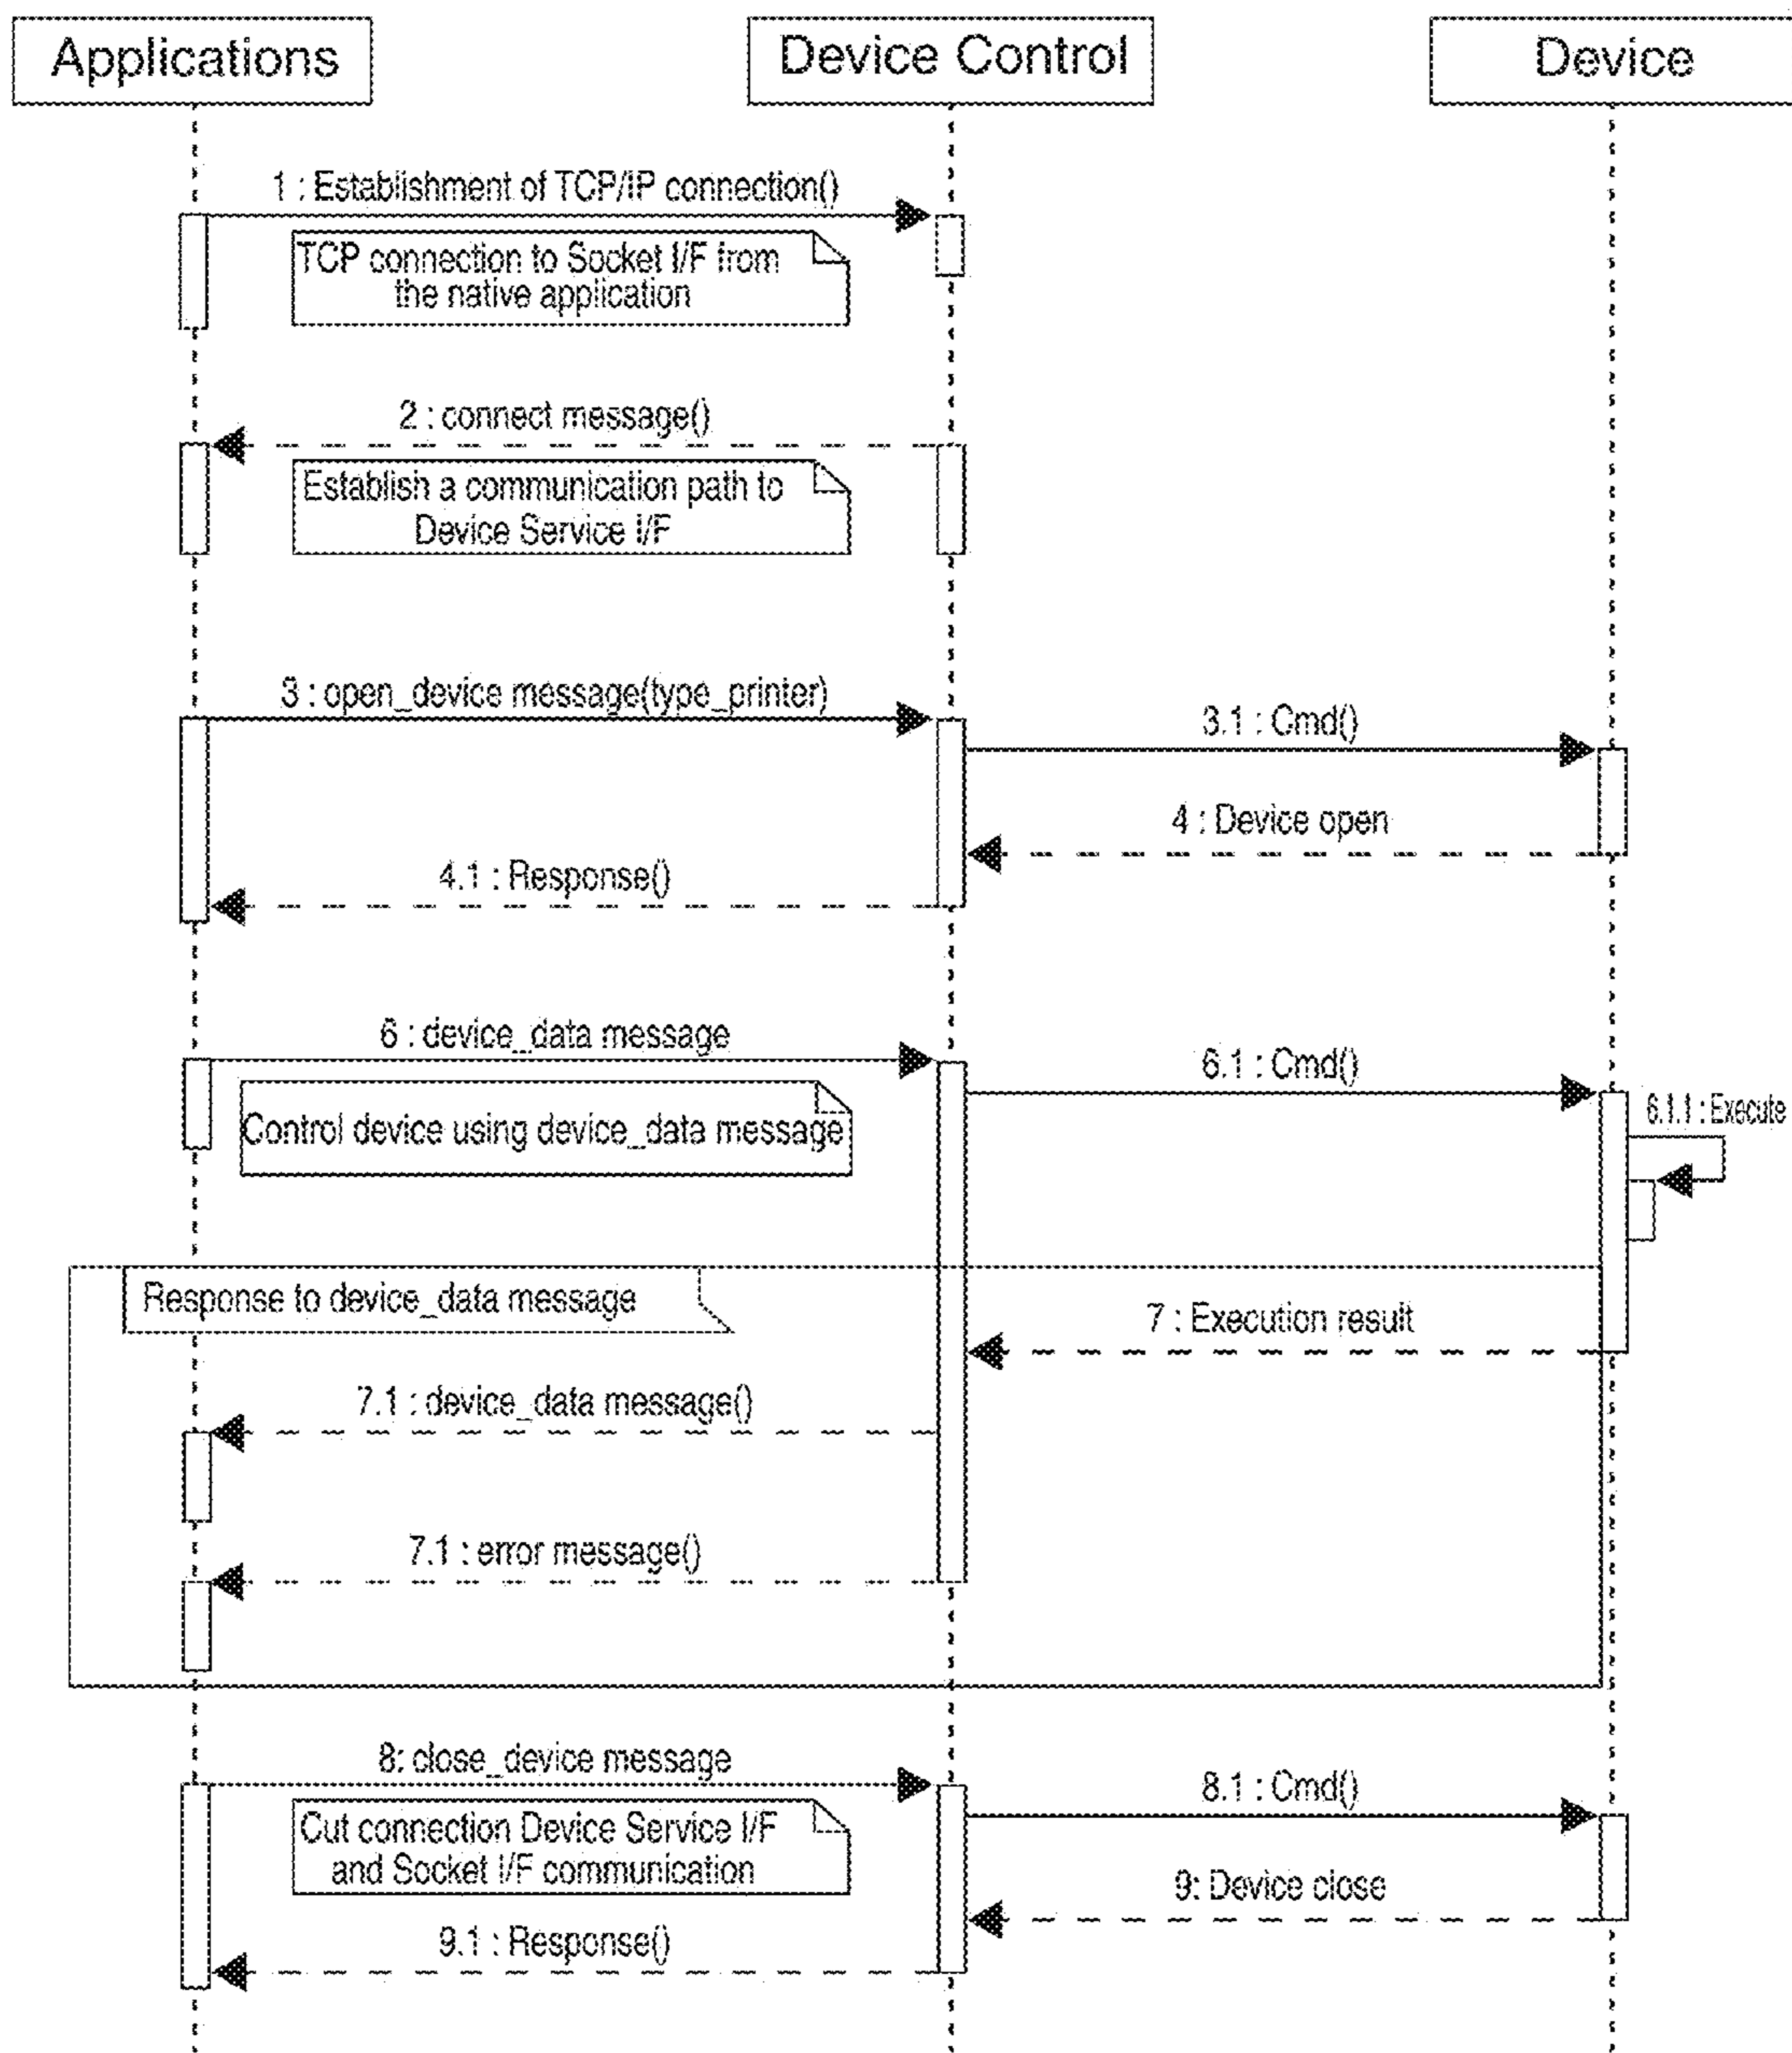 Applications
Device Control
Device
1 : Establishment of TCP/IP connection()
TCP connection to Socket I/F from
the native application
2 : connect message()
Establish a communication path to
Device Service I/F
3 : open_device message(type_printer)
3.1 : Cmd()
4 : Device open
4.1 : Response()
6 : device_data message
6.1 : Cmd()
6.1.1 : Execute
Control device using device_data message
Response to device_data message
7 : Execution result
7.1 : device_data message()
7.1 : error message()
8: close_device message
8.1 : Cmd()
Cut connection Device Service I/F
and Socket I/F communication
9: Device close
9.1 : Response()